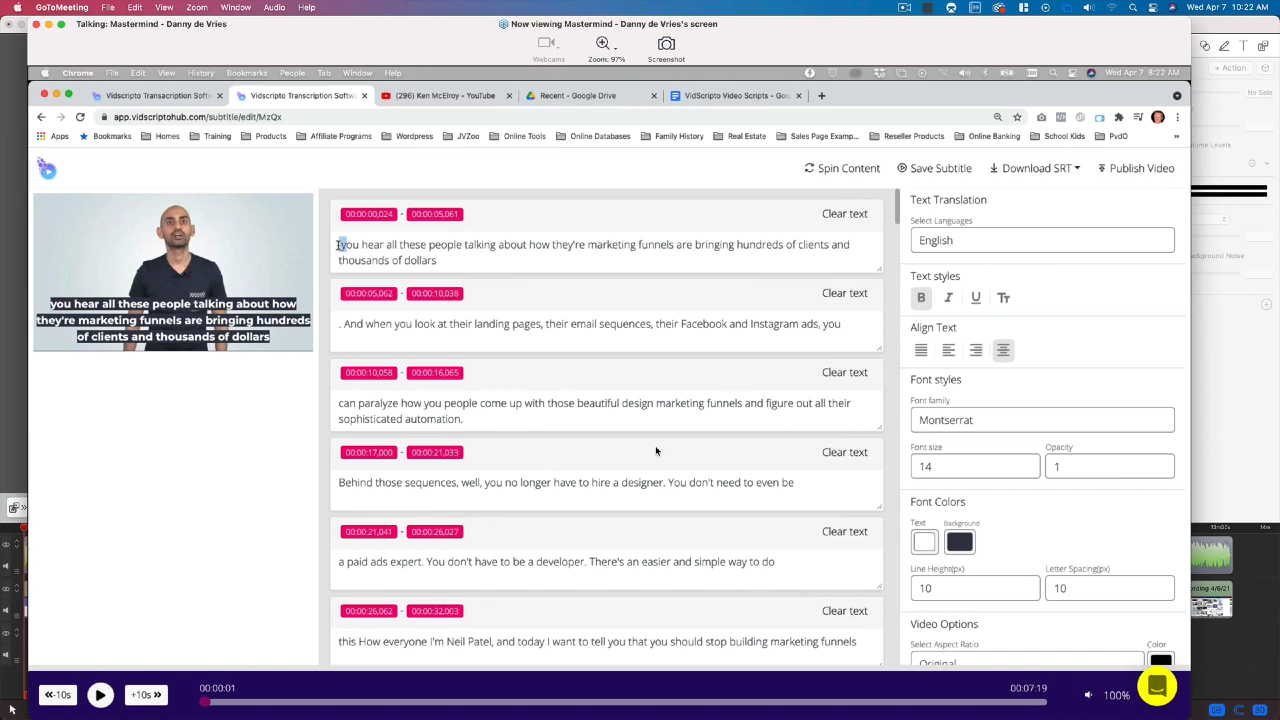 GoToMeeting File Edit View Window Help
Wed Apr 7 10:22 AM
Talking: Mastermind - Danny de Vries
Now viewing Mastermind - Danny de Vries's screen
Webcams
Zoom: 97%
Screenshot
Chrome File Edit View History Bookmarks People Tab Window Help
Wed Apr 7 8:22 AM
Vidscripto Transacription Softw
Vidscripto Transcription Softwa
(296) Ken McElroy - YouTube
Recent - Google Drive
VidScripto Video Scripts - Goo
app.vidscriptohub.com/subtitle/edit/MzQx
Apps Bookmarks Homes Training Products Affiliate Programs Wordpress JVZoo Online Tools Online Databases Family History Real Estate Sales Page Examp... Reseller Products Online Banking School Kids PvdO
Spin Content
Save Subtitle
Download SRT
Publish Video
you hear all these people talking about how
they're marketing funnels are bringing hundreds
of clients and thousands of dollars
00:00:00,024 - 00:00:05,061
Clear text
you hear all these people talking about how they're marketing funnels are bringing hundreds of clients and
thousands of dollars
00:00:05,062 - 00:00:10,038
Clear text
. And when you look at their landing pages, their email sequences, their Facebook and Instagram ads, you
00:00:10,058 - 00:00:16,065
Clear text
can paralyze how you people come up with those beautiful design marketing funnels and figure out all their
sophisticated automation.
00:00:17,000 - 00:00:21,033
Clear text
Behind those sequences, well, you no longer have to hire a designer. You don't need to even be
00:00:21,041 - 00:00:26,027
Clear text
a paid ads expert. You don't have to be a developer. There's an easier and simple way to do
00:00:26,062 - 00:00:32,003
Clear text
this How everyone I'm Neil Patel, and today I want to tell you that you should stop building marketing funnels
Text Translation
Select Languages
English
Text styles
B I U Tт
Align Text
Font styles
Font family
Montserrat
Font size
14
Opacity
1
Font Colors
Text
Background
Line Height(px)
10
Letter Spacing(px)
10
Video Options
Select Aspect Ratio
Original
Color
-10s
+10s
00:00:01
00:07:19
100%
+ Action
Background Noise